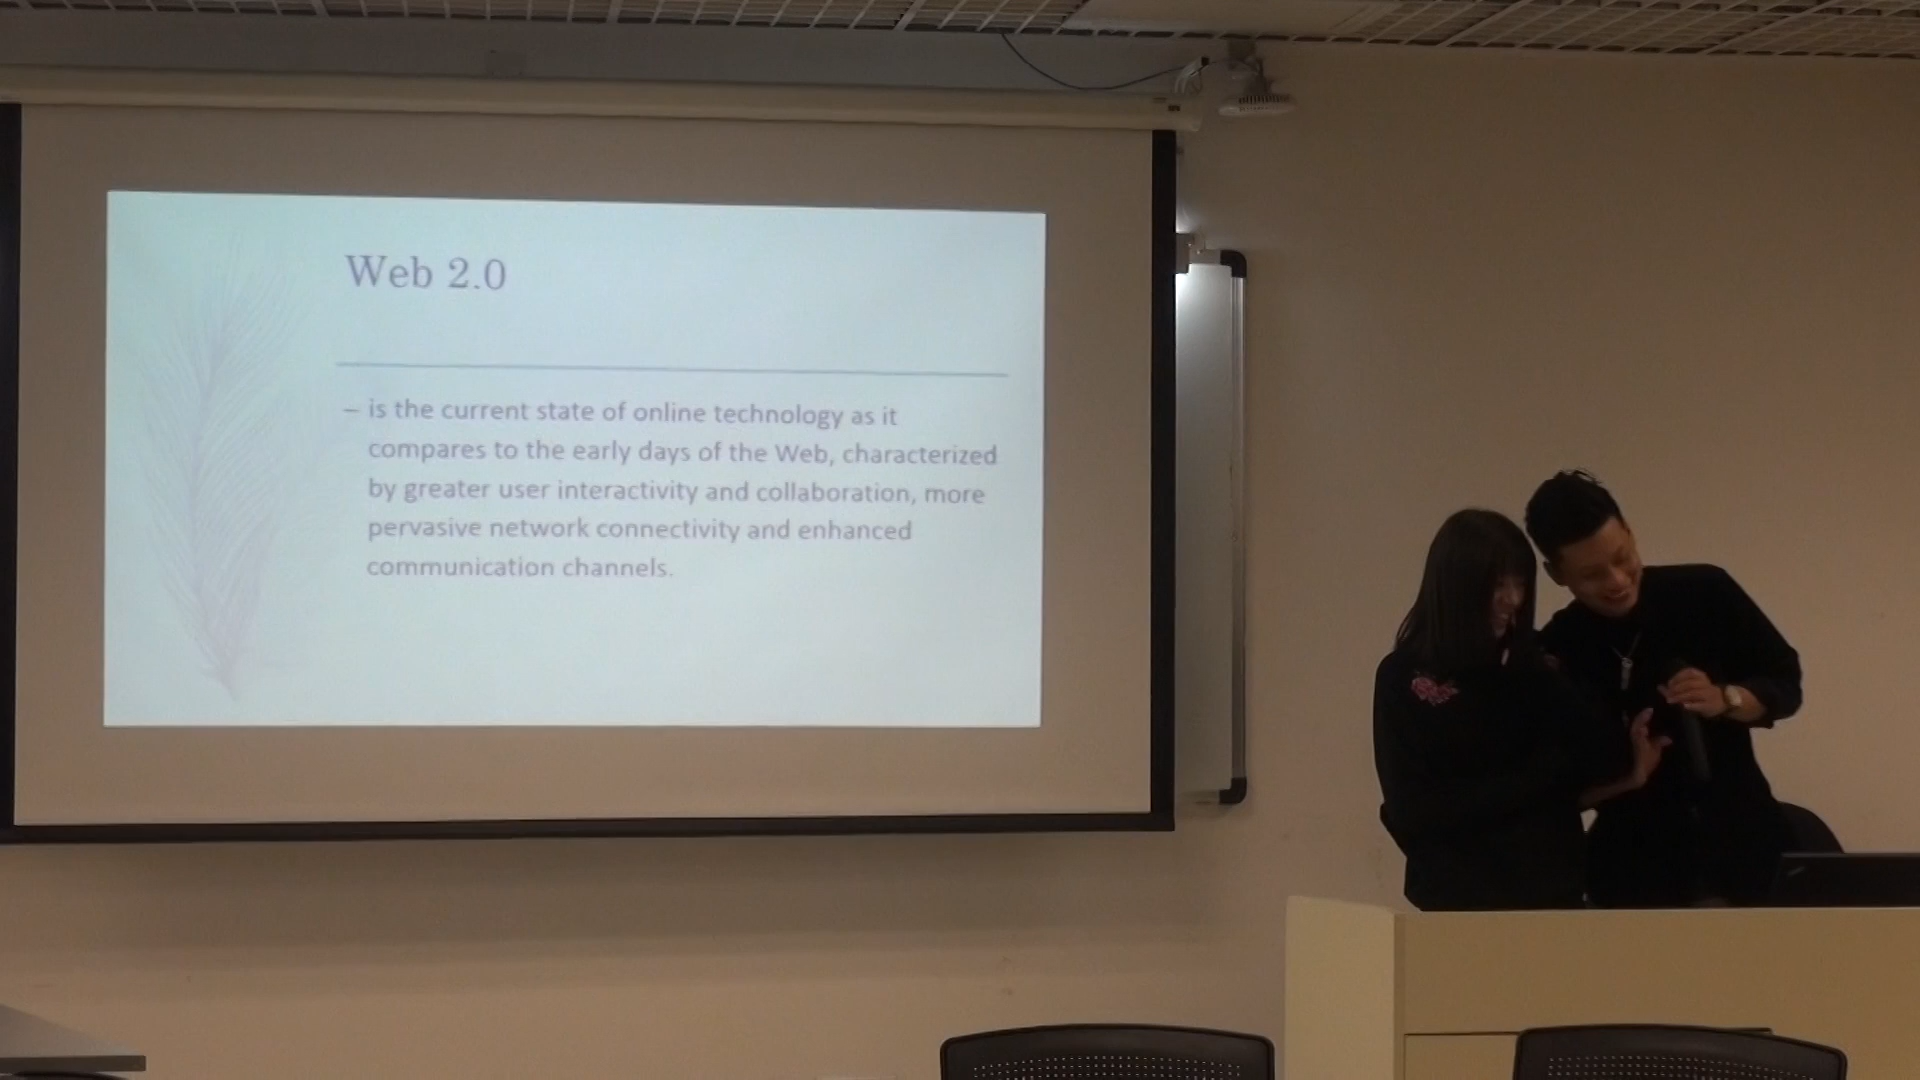 Web 2.0
– is the current state of online technology as it
compares to the early days of the Web, characterized
by greater user interactivity and collaboration, more
pervasive network connectivity and enhanced
communication channels.